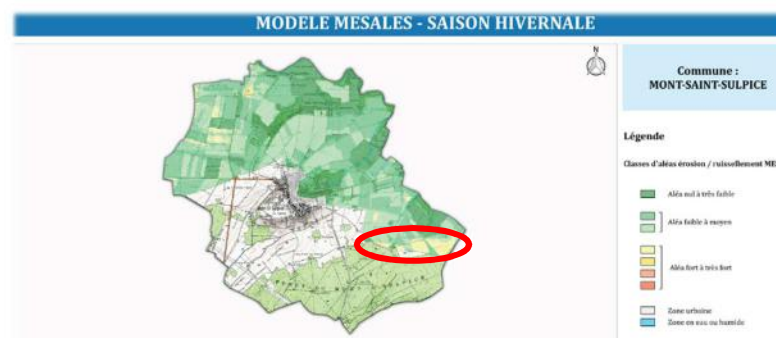 MODELE MESALES - SAISON HIVERNALE
N
Commune :
MONT-SAINT-SULPICE
Légende
Classes d'aléas érosion / ruissellement ME
Aléa nul à très faible
Aléa faible à moyen
Aléa fort à très fort
Zone urbaine
Zone en eau ou humide